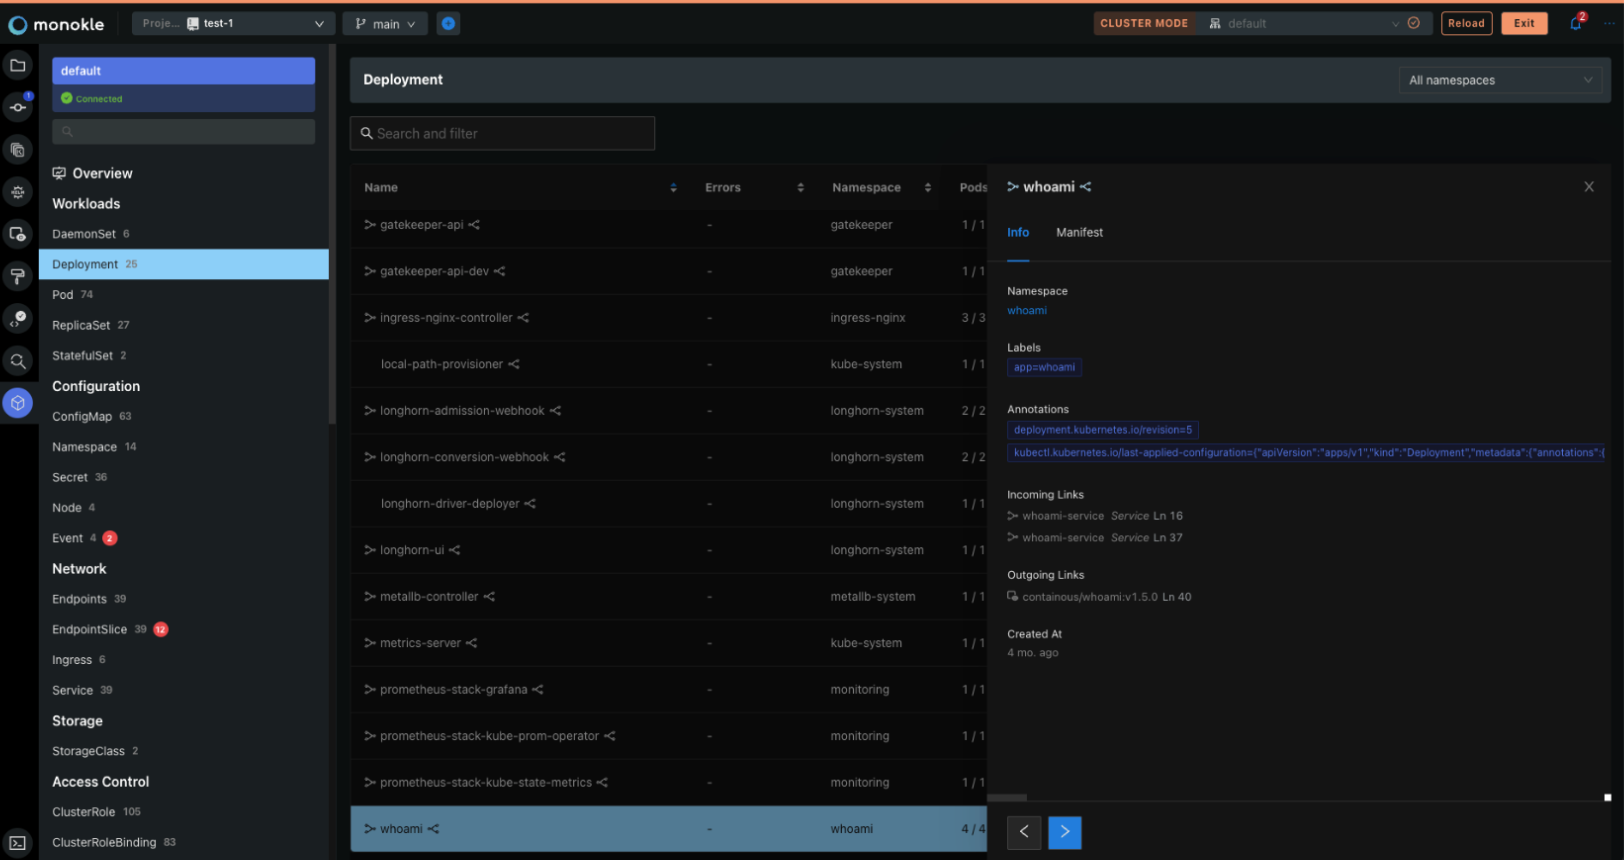 monokle
Proje... test-1
main
CLUSTER MODE
default
Reload
Exit
2
default
Connected
1
Overview
Workloads
DaemonSet 6
Deployment 25
Pod 74
ReplicaSet 27
StatefulSet 2
Configuration
ConfigMap 63
Namespace 14
Secret 36
Node 4
Event 4 2
Network
Endpoints 39
EndpointSlice 39 12
Ingress 6
Service 39
Storage
StorageClass 2
Access Control
ClusterRole 105
ClusterRoleBinding 83
Deployment
All namespaces
Search and filter
Name Errors Namespace Pods
gatekeeper-api - gatekeeper 1 / 1
gatekeeper-api-dev - gatekeeper 1 / 1
ingress-nginx-controller - ingress-nginx 3 / 3
local-path-provisioner - kube-system 1 / 1
longhorn-admission-webhook - longhorn-system 2 / 2
longhorn-conversion-webhook - longhorn-system 2 / 2
longhorn-driver-deployer - longhorn-system 1 / 1
longhorn-ui - longhorn-system 1 / 1
metallb-controller - metallb-system 1 / 1
metrics-server - kube-system 1 / 1
prometheus-stack-grafana - monitoring 1 / 1
prometheus-stack-kube-prom-operator - monitoring 1 / 1
prometheus-stack-kube-state-metrics - monitoring 1 / 1
whoami - whoami 4 / 4
whoami
Info Manifest
Namespace
whoami
Labels
app=whoami
Annotations
deployment.kubernetes.io/revision=5
kubectl.kubernetes.io/last-applied-configuration={"apiVersion":"apps/v1","kind":"Deployment","metadata":{"annotations":{
Incoming Links
whoami-service Service Ln 16
whoami-service Service Ln 37
Outgoing Links
containous/whoami:v1.5.0 Ln 40
Created At
4 mo. ago